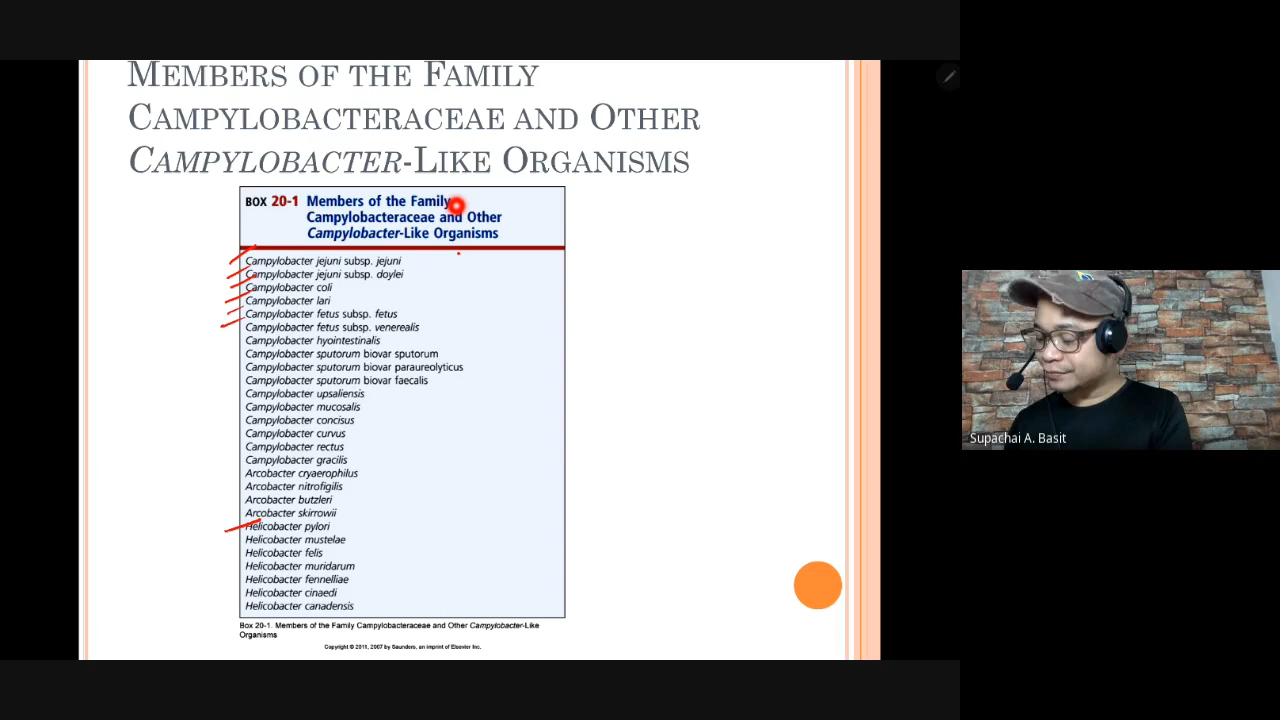 MEMBERS OF THE FAMILY
CAMPYLOBACTERACEAE AND OTHER
CAMPYLOBACTER-LIKE ORGANISMS
BOX 20-1 Members of the Family
Campylobacteraceae and Other
Campylobacter-Like Organisms
Campylobacter jejuni subsp. jejuni
Campylobacter jejuni subsp. doylei
Campylobacter coli
Campylobacter lari
Campylobacter fetus subsp. fetus
Campylobacter fetus subsp. venerealis
Campylobacter hyointestinalis
Campylobacter sputorum biovar sputorum
Campylobacter sputorum biovar paraureolyticus
Campylobacter sputorum biovar faecalis
Campylobacter upsaliensis
Campylobacter mucosalis
Campylobacter concisus
Campylobacter curvus
Campylobacter rectus
Campylobacter gracilis
Arcobacter cryaerophilus
Arcobacter nitrofigilis
Arcobacter butzleri
Arcobacter skirrowii
Helicobacter pylori
Helicobacter mustelae
Helicobacter felis
Helicobacter muridarum
Helicobacter fennelliae
Helicobacter cinaedi
Helicobacter canadensis
Box 20-1. Members of the Family Campylobacteraceae and Other Campylobacter-Like
Organisms
Copyright © 2011, 2007 by Saunders, an imprint of Elsevier Inc.
Supachai A. Basit